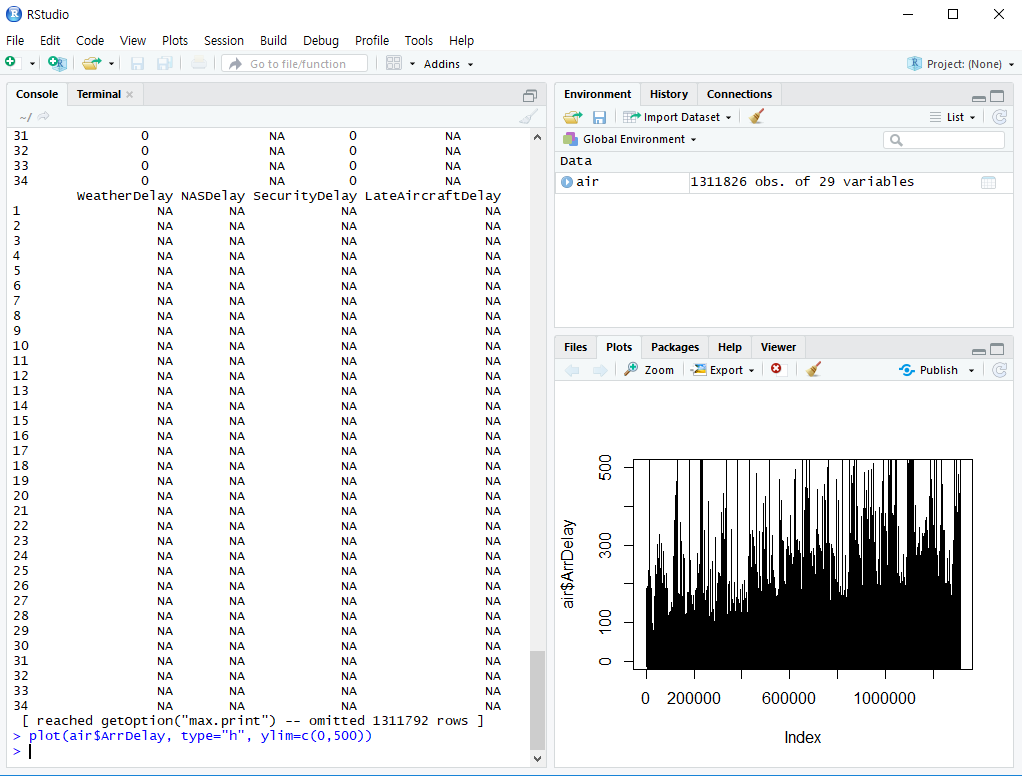 RStudio
File Edit Code View Plots Session Build Debug Profile Tools Help
Go to file/function Addins Project: (None)
Console Terminal
~/
31 0 NA 0 NA
32 0 NA 0 NA
33 0 NA 0 NA
34 0 NA 0 NA
WeatherDelay NASDelay SecurityDelay LateAircraftDelay
1 NA NA NA NA
2 NA NA NA NA
3 NA NA NA NA
4 NA NA NA NA
5 NA NA NA NA
6 NA NA NA NA
7 NA NA NA NA
8 NA NA NA NA
9 NA NA NA NA
10 NA NA NA NA
11 NA NA NA NA
12 NA NA NA NA
13 NA NA NA NA
14 NA NA NA NA
15 NA NA NA NA
16 NA NA NA NA
17 NA NA NA NA
18 NA NA NA NA
19 NA NA NA NA
20 NA NA NA NA
21 NA NA NA NA
22 NA NA NA NA
23 NA NA NA NA
24 NA NA NA NA
25 NA NA NA NA
26 NA NA NA NA
27 NA NA NA NA
28 NA NA NA NA
29 NA NA NA NA
30 NA NA NA NA
31 NA NA NA NA
32 NA NA NA NA
33 NA NA NA NA
34 NA NA NA NA
[ reached getOption("max.print") -- omitted 1311792 rows ]
> plot(air$ArrDelay, type="h", ylim=c(0,500))
>
Environment History Connections
Import Dataset List
Global Environment
Data
air 1311826 obs. of 29 variables
Files Plots Packages Help Viewer
Zoom Export Publish
air$ArrDelay
500
300
100
0
0 200000 600000 1000000
Index